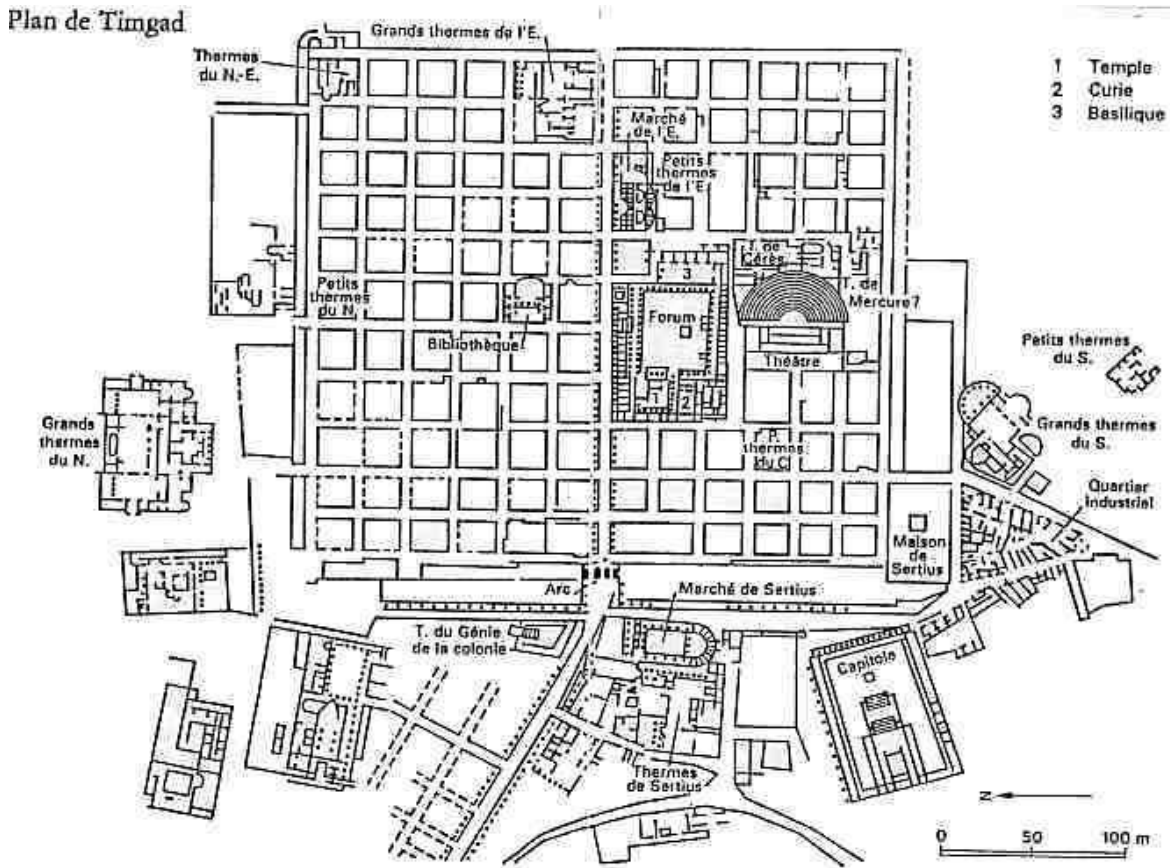 Plan de Timgad
Grands thermes de l'E.
Thermes
du N.-E.
1 Temple
2 Curie
3 Basilique
Marché
de l'E.
Petits
thermes
de l'E.
T. de
Cérès
T. de
Mercure?
3
Forum
Petits
thermes
du N.
Bibliothèque
Théâtre
Petits thermes
du S.
1
2
Grands
thermes
du N.
Grands thermes
du S.
P.
thermes
du C.
Quartier
industriel
Maison
de
Sertius
Arc
Marché de Sertius
T. du Génie
de la colonie
Capitole
Thermes
de Sertius
N
0 50 100 m